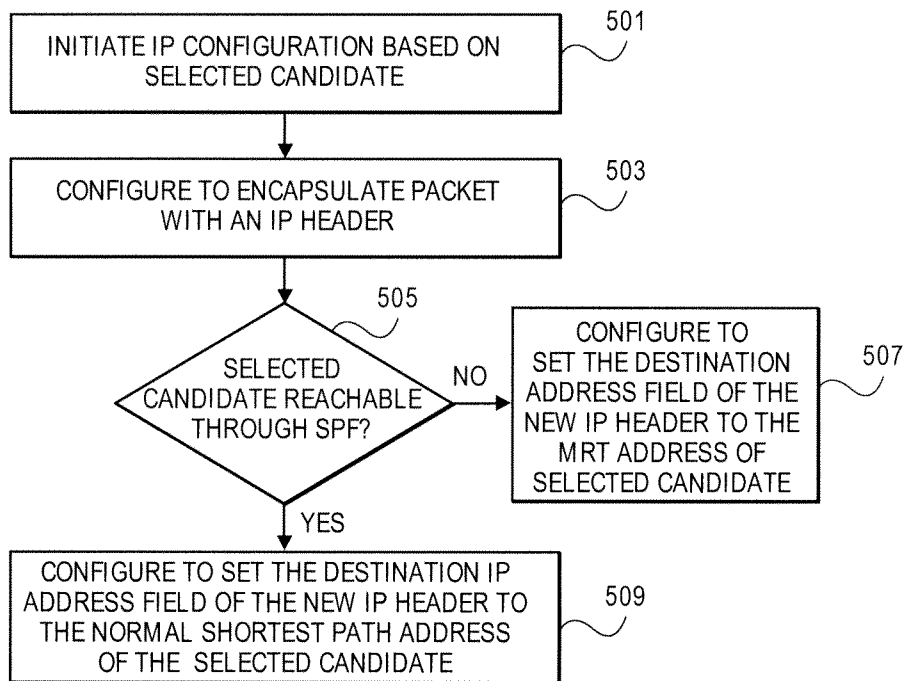 INITIATE IP CONFIGURATION BASED ON
SELECTED CANDIDATE
501
CONFIGURE TO ENCAPSULATE PACKET
WITH AN IP HEADER
503
505
SELECTED
CANDIDATE REACHABLE
THROUGH SPF?
NO
CONFIGURE TO
SET THE DESTINATION
ADDRESS FIELD OF THE
NEW IP HEADER TO THE
MRT ADDRESS OF
SELECTED CANDIDATE
507
YES
CONFIGURE TO SET THE DESTINATION IP
ADDRESS FIELD OF THE NEW IP HEADER TO
THE NORMAL SHORTEST PATH ADDRESS
OF THE SELECTED CANDIDATE
509